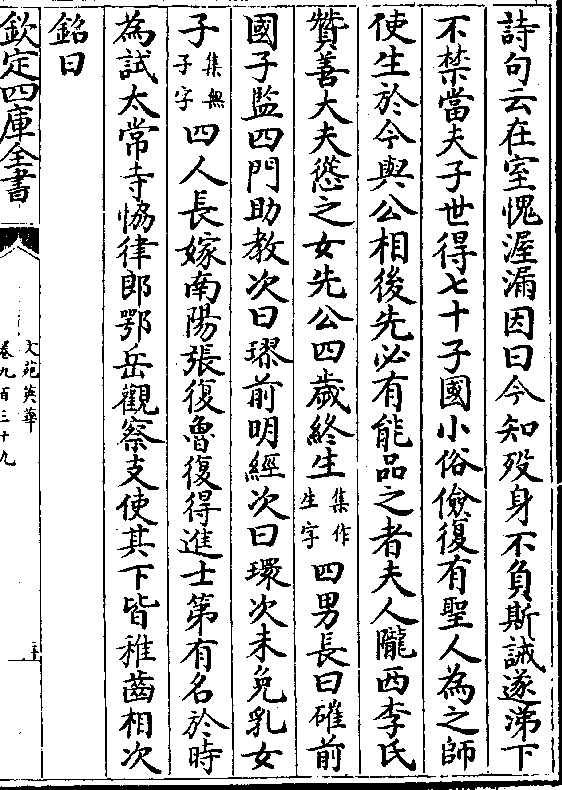 詩句云在室愧渥漏因曰今知歿身不負斯誡遂涕下
不禁當夫子世得七十子國小俗儉復有聖人為之師
使生於今與公相後先必有能品之者夫人隴西李氏
贊善大夫愻之女先公四歲終生集作生字四男長曰確前
國子監四門助教次曰璆前明經次曰環次未免乳女
子集無子字四人長嫁南陽張復魯復得進士第有名於時
為試太常寺恊律郎鄂岳觀察支使其下皆稚齒相次
銘曰
欽定四庫全書
文苑英華
卷九百三十九